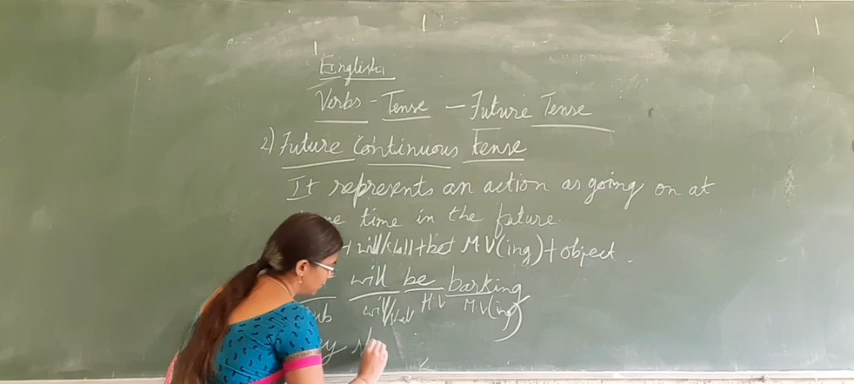 English
Verbs - Tense - Future Tense
2) Future Continuous Tense
It represents an action as going on at
time in the future.
will/shall + be + MV(ing) + object.
will be barking
will/shall HV MV(ing)